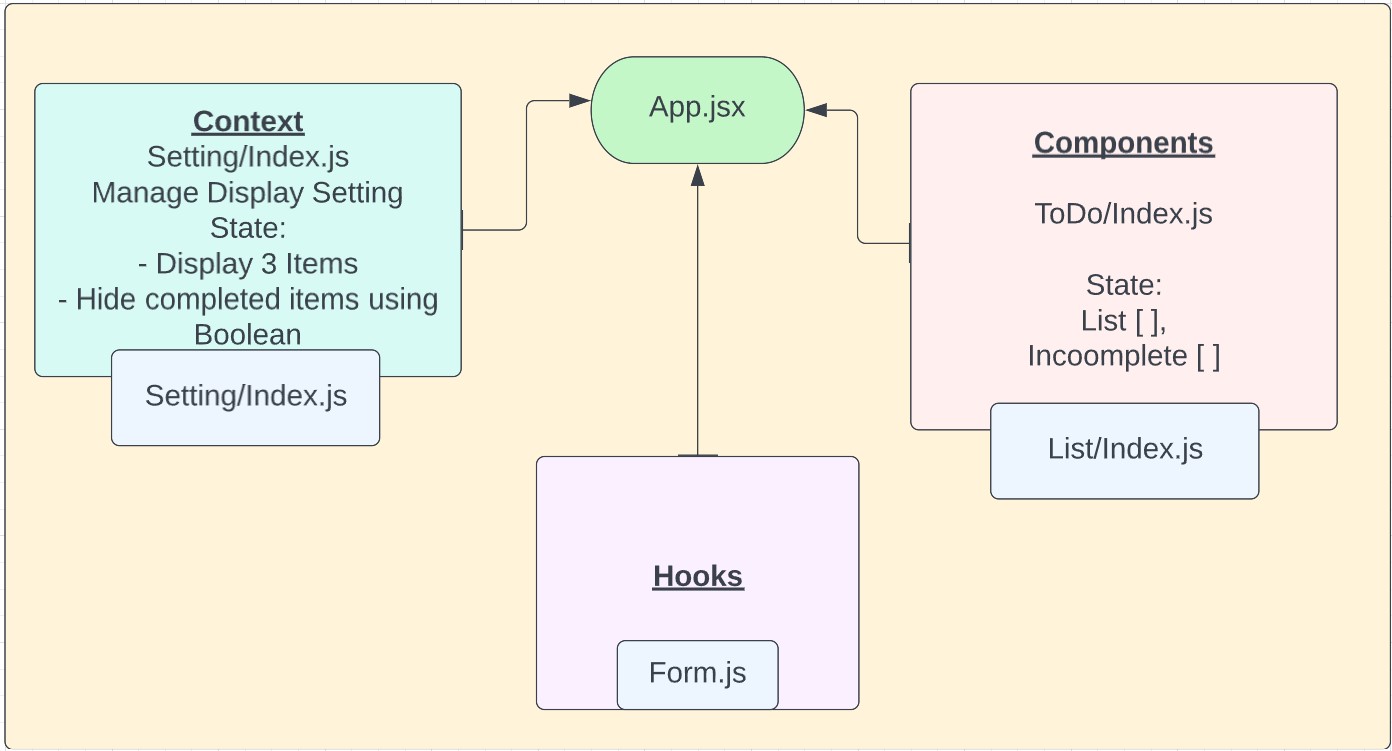 App.jsx
Context
Setting/Index.js
Manage Display Setting
State:
- Display 3 Items
- Hide completed items using
Boolean
Setting/Index.js
Components
ToDo/Index.js
State:
List [ ],
Incoomplete [ ]
List/Index.js
Hooks
Form.js